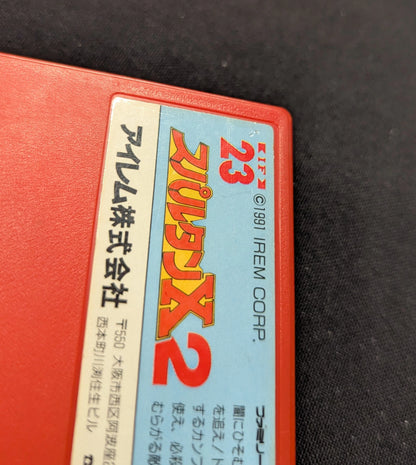 IF
23
©1991 IREM CORP.
スパルタンX2
アイレム株式会社
〒550 大阪市西区阿波座
西本町川渕住生ビル
ファミリー
闇にひそむ
を追え!ト
するカンフ
使え、必殺
むらがる敵